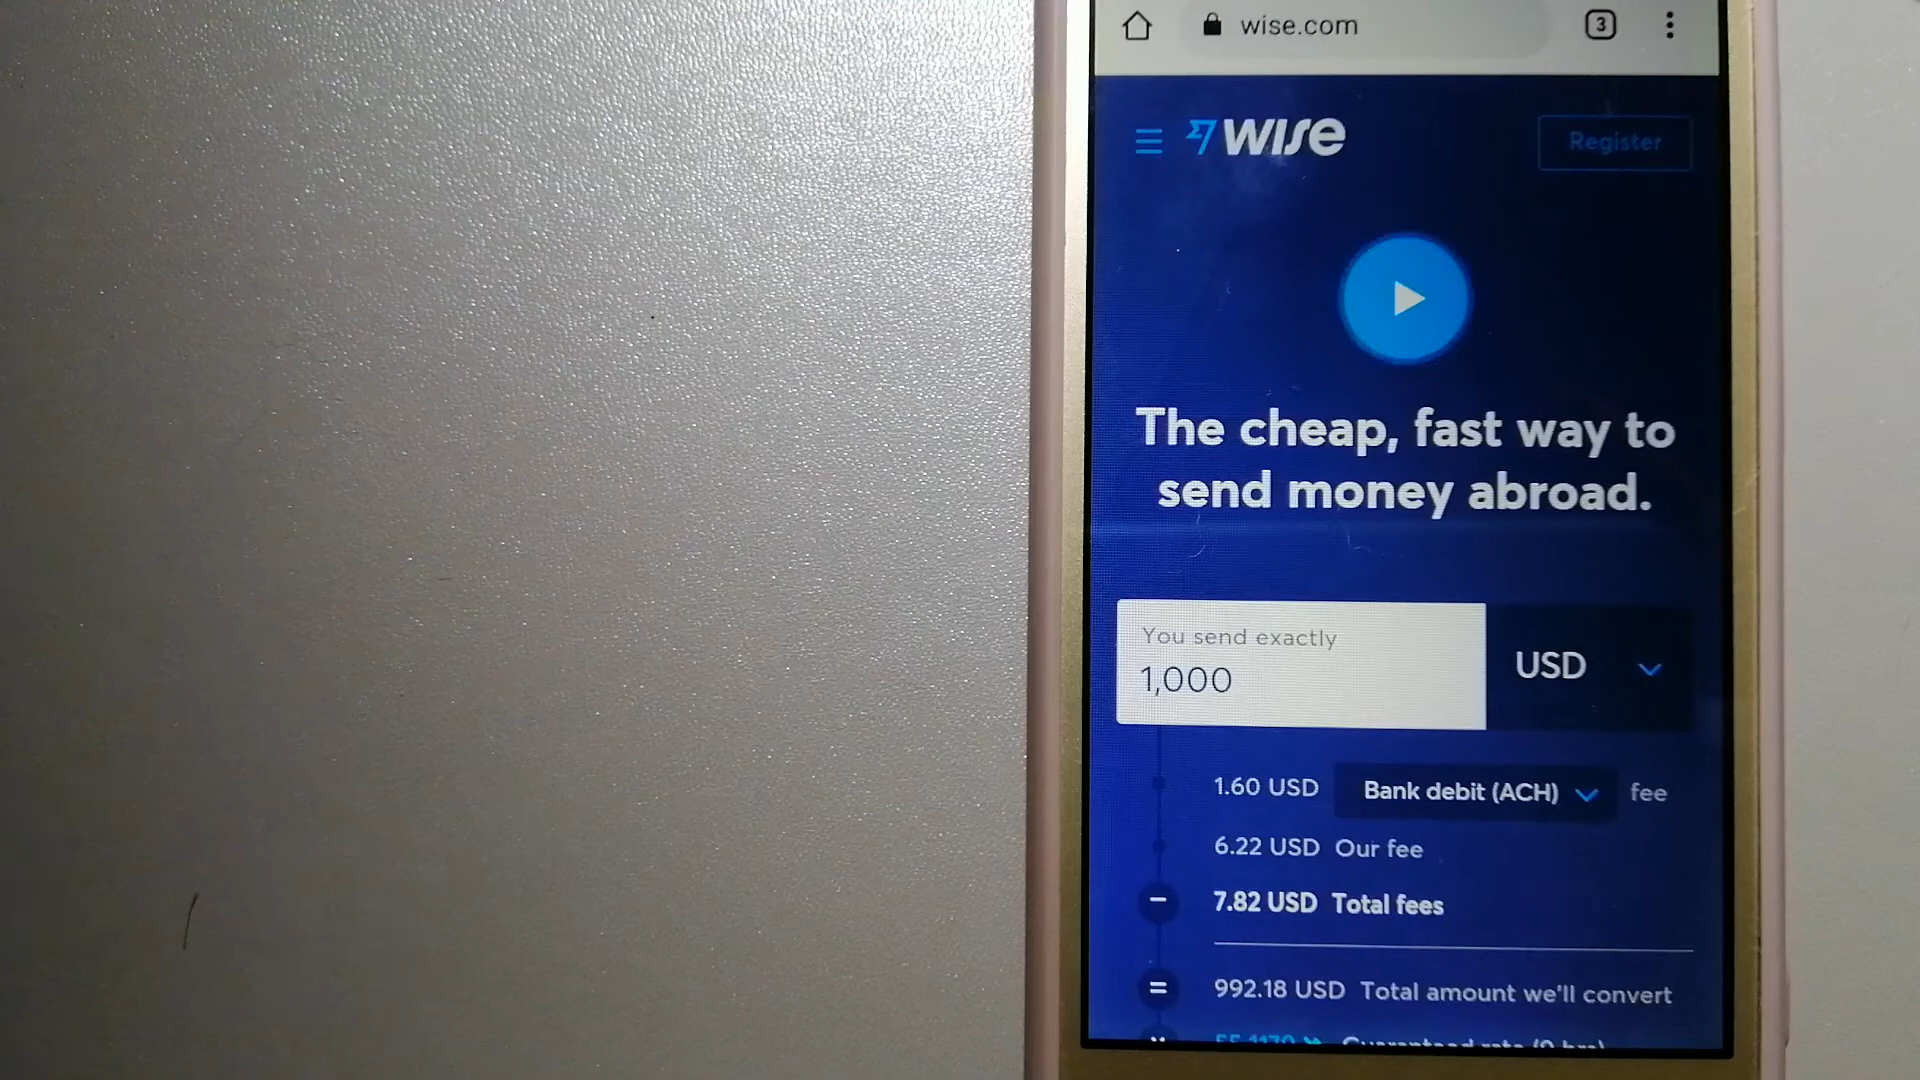 wise.com
3
wise
Register
The cheap, fast way to
send money abroad.
You send exactly
1,000
USD
1.60 USD Bank debit (ACH) fee
6.22 USD Our fee
7.82 USD Total fees
992.18 USD Total amount we'll convert
Guaranteed rate